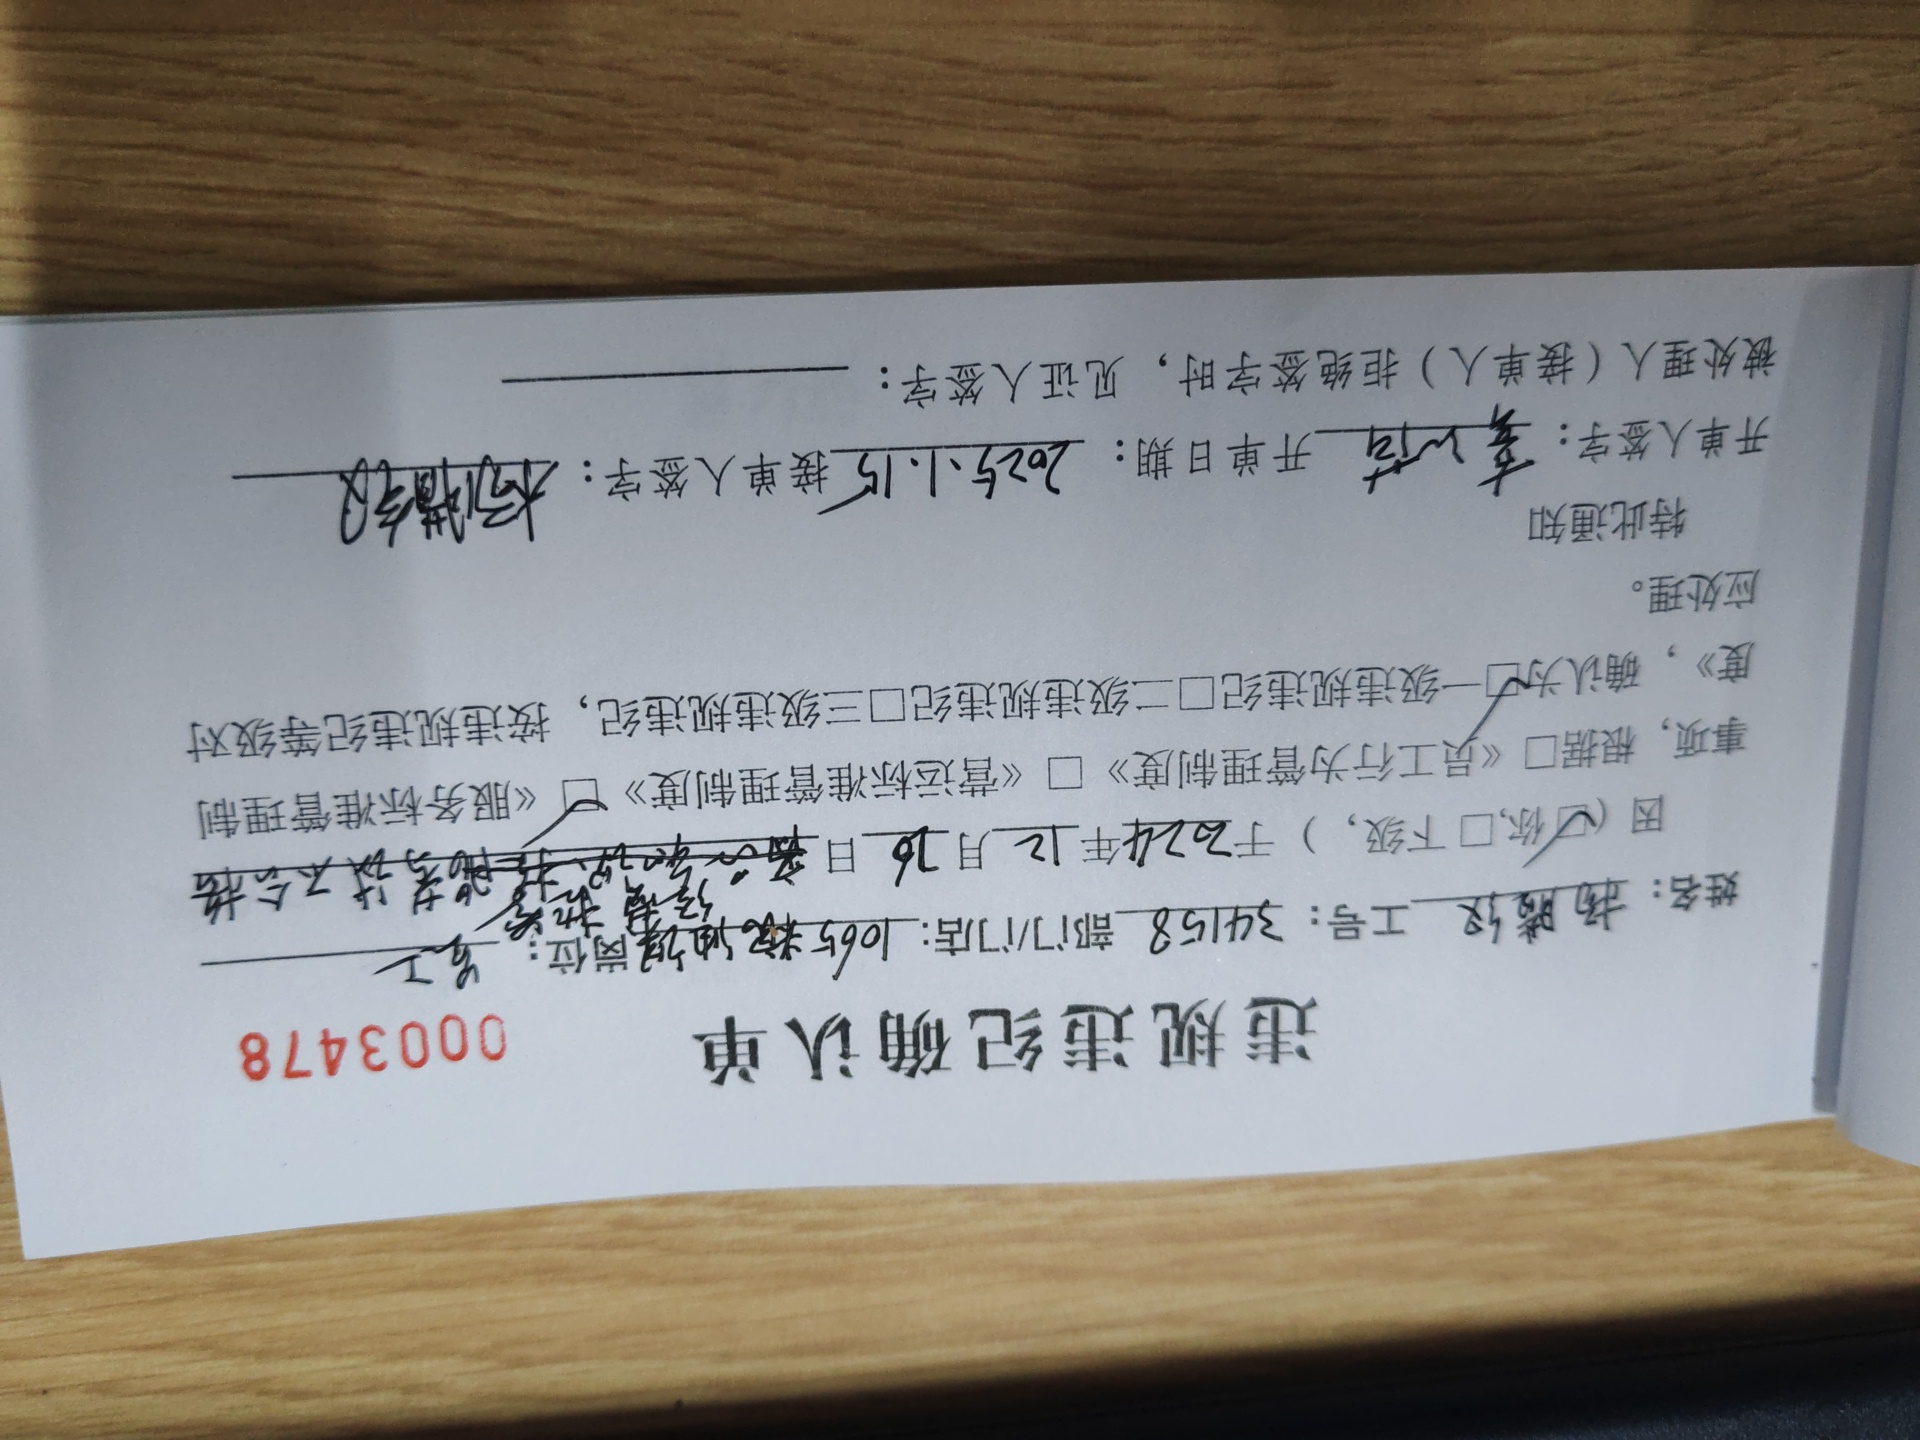 违规违纪确认单 0003478
姓名：杨 工号：34158 部门/门店：1065 岗位：员工
因（☑你，□下级，）于2024年12月26日 考试不合格
事项，根据□《员工行为管理制度》□《营运标准管理制度》☑《服务标准管理制
度》，确认为☑一级违规违纪□二级违规违纪□三级违规违纪，按违规违纪等级对
应处理。
特此通知
开单人签字： 开单日期：2025.1.15 接单人签字：杨
被处理人（接单人）拒绝签字时，见证人签字：